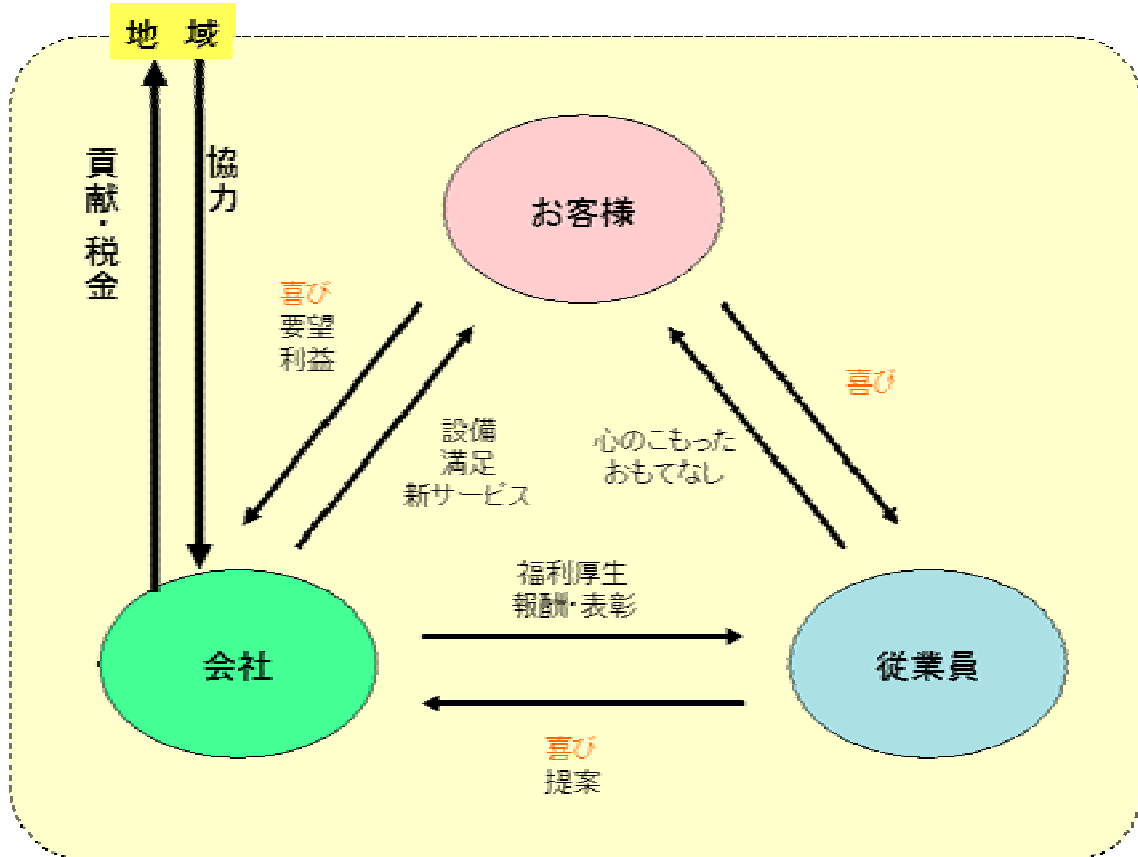 地 域
貢献・税金
協力
お客様
喜び
要望
利益
喜び
設備
満足
新サービス
心のこもった
おもてなし
福利厚生
報酬・表彰
会社
従業員
喜び
提案